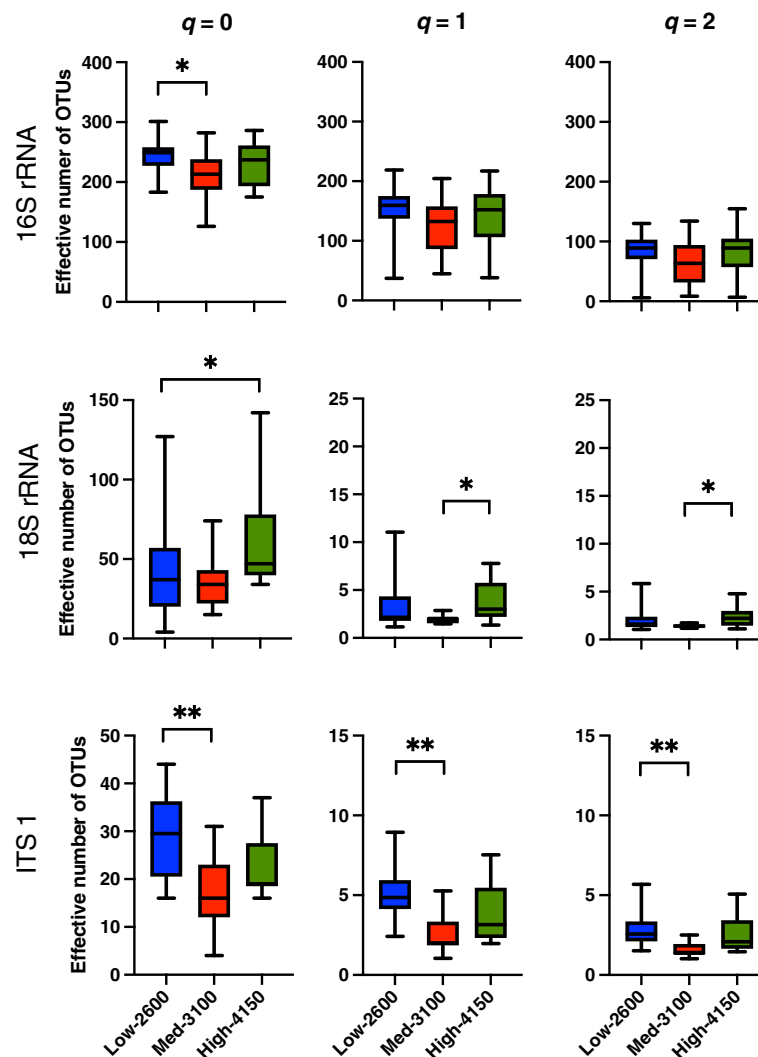 q = 0
q = 1
q = 2
16S rRNA
Effective numer of OTUs
400
300
200
100
0
*
400
300
200
100
0
400
300
200
100
0
18S rRNA
Effective number of OTUs
150
100
50
0
*
25
20
15
10
5
0
*
25
20
15
10
5
0
*
ITS 1
Effective number of OTUs
50
40
30
20
10
0
**
15
10
5
0
**
15
10
5
0
**
Low-2600
Med-3100
High-4150
Low-2600
Med-3100
High-4150
Low-2600
Med-3100
High-4150